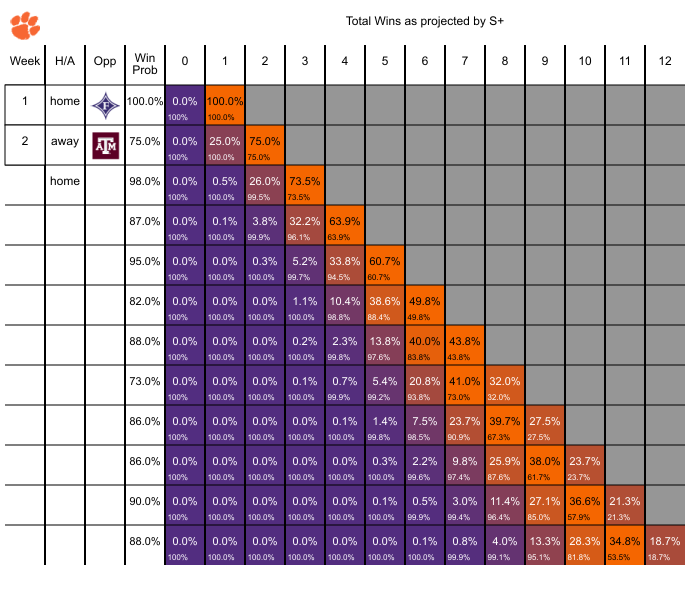 Total Wins as projected by S+
Week H/A Opp Win Prob 0 1 2 3 4 5 6 7 8 9 10 11 12
1 home F 100.0% 0.0% 100.0%
100% 100.0%
2 away ATM 75.0% 0.0% 25.0% 75.0%
100% 100.0% 75.0%
home 98.0% 0.0% 0.5% 26.0% 73.5%
100% 100.0% 99.5% 73.5%
87.0% 0.0% 0.1% 3.8% 32.2% 63.9%
100% 100.0% 99.9% 96.1% 63.9%
95.0% 0.0% 0.0% 0.3% 5.2% 33.8% 60.7%
100% 100.0% 100.0% 99.7% 94.5% 60.7%
82.0% 0.0% 0.0% 0.0% 1.1% 10.4% 38.6% 49.8%
100% 100.0% 100.0% 100.0% 98.8% 88.4% 49.8%
88.0% 0.0% 0.0% 0.0% 0.2% 2.3% 13.8% 40.0% 43.8%
100% 100.0% 100.0% 100.0% 99.8% 97.6% 83.8% 43.8%
73.0% 0.0% 0.0% 0.0% 0.1% 0.7% 5.4% 20.8% 41.0% 32.0%
100% 100.0% 100.0% 100.0% 99.9% 99.2% 93.8% 73.0% 32.0%
86.0% 0.0% 0.0% 0.0% 0.0% 0.1% 1.4% 7.5% 23.7% 39.7% 27.5%
100% 100.0% 100.0% 100.0% 100.0% 99.8% 98.5% 90.9% 67.3% 27.5%
86.0% 0.0% 0.0% 0.0% 0.0% 0.0% 0.3% 2.2% 9.8% 25.9% 38.0% 23.7%
100% 100.0% 100.0% 100.0% 100.0% 100.0% 99.6% 97.4% 87.6% 61.7% 23.7%
90.0% 0.0% 0.0% 0.0% 0.0% 0.0% 0.1% 0.5% 3.0% 11.4% 27.1% 36.6% 21.3%
100% 100.0% 100.0% 100.0% 100.0% 100.0% 99.9% 99.4% 96.4% 85.0% 57.9% 21.3%
88.0% 0.0% 0.0% 0.0% 0.0% 0.0% 0.0% 0.1% 0.8% 4.0% 13.3% 28.3% 34.8% 18.7%
100% 100.0% 100.0% 100.0% 100.0% 100.0% 100.0% 99.9% 99.1% 95.1% 81.8% 53.5% 18.7%